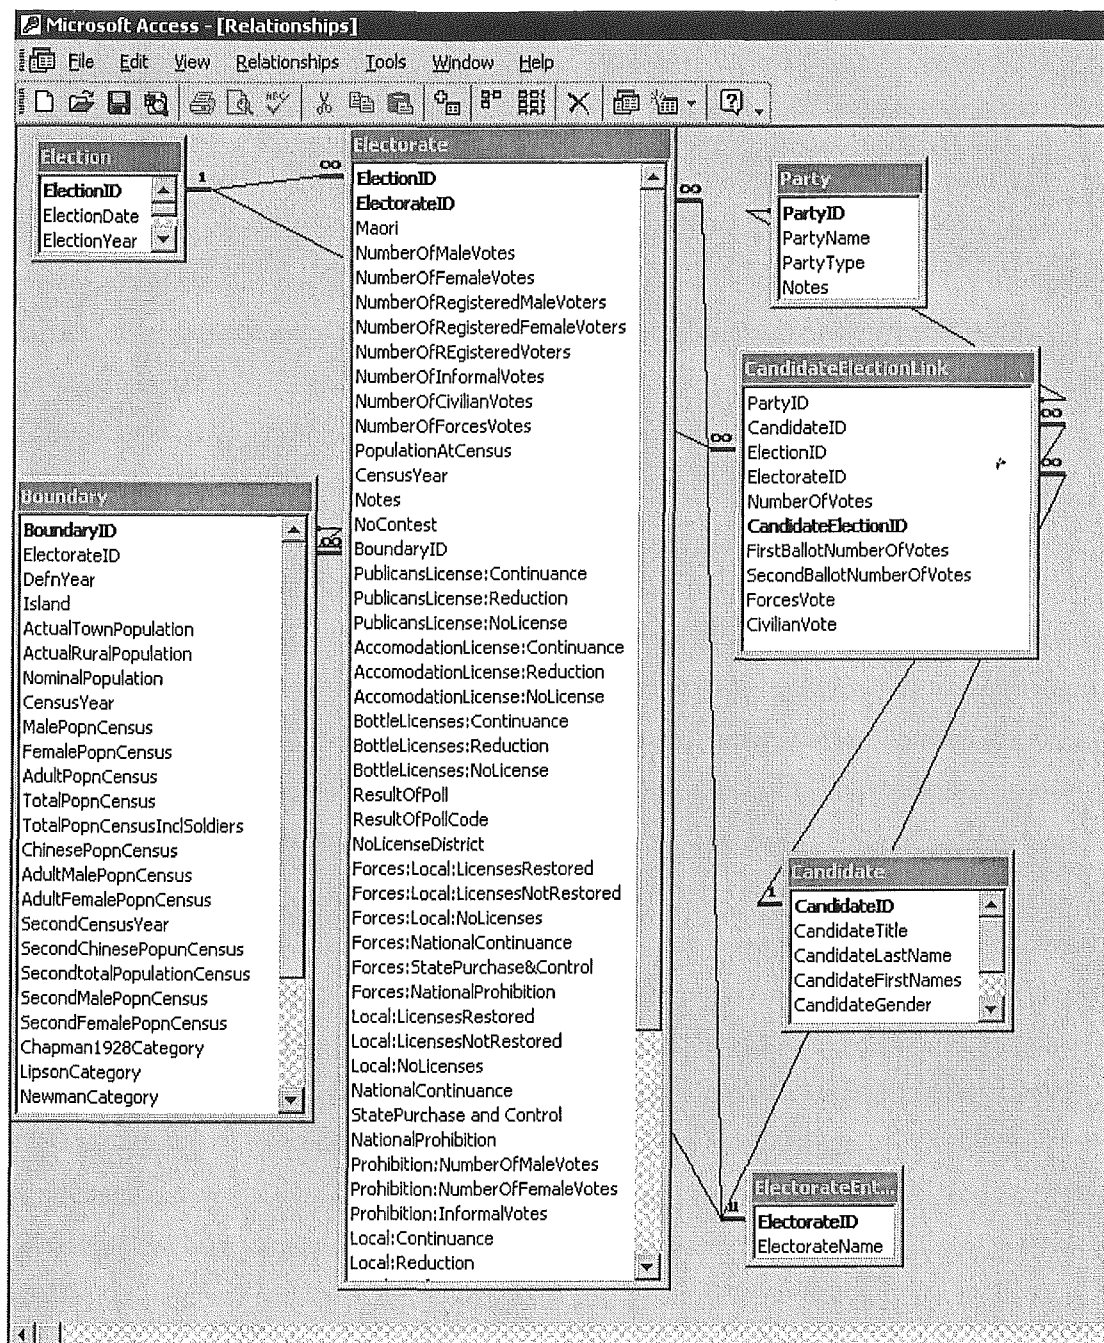 Microsoft Access - [Relationships]
File Edit View Relationships Tools Window Help
Election
ElectionID
ElectionDate
ElectionYear
1
∞
Electorate
ElectionID
ElectorateID
Maori
NumberOfMaleVotes
NumberOfFemaleVotes
NumberOfRegisteredMaleVoters
NumberOfRegisteredFemaleVoters
NumberOfREgisteredVoters
NumberOfInformalVotes
NumberOfCivilianVotes
NumberOfForcesVotes
PopulationAtCensus
CensusYear
Notes
NoContest
BoundaryID
PublicansLicense:Continuance
PublicansLicense:Reduction
PublicansLicense:NoLicense
AccomodationLicense:Continuance
AccomodationLicense:Reduction
AccomodationLicense:NoLicense
BottleLicenses:Continuance
BottleLicenses:Reduction
BottleLicenses:NoLicense
ResultOfPoll
ResultOfPollCode
NoLicenseDistrict
Forces:Local:LicensesRestored
Forces:Local:LicensesNotRestored
Forces:Local:NoLicenses
Forces:NationalContinuance
Forces:StatePurchase&Control
Forces:NationalProhibition
Local:LicensesRestored
Local:LicensesNotRestored
Local:NoLicenses
NationalContinuance
StatePurchase and Control
NationalProhibition
Prohibition:NumberOfMaleVotes
Prohibition:NumberOfFemaleVotes
Prohibition:InformalVotes
Local:Continuance
Local:Reduction
∞
Party
PartyID
PartyName
PartyType
Notes
CandidateElectionLink
PartyID
CandidateID
ElectionID
ElectorateID
NumberOfVotes
CandidateElectionID
FirstBallotNumberOfVotes
SecondBallotNumberOfVotes
ForcesVote
CivilianVote
∞
∞
∞
Boundary
BoundaryID
ElectorateID
DefnYear
Island
ActualTownPopulation
ActualRuralPopulation
NominalPopulation
CensusYear
MalePopnCensus
FemalePopnCensus
AdultPopnCensus
TotalPopnCensus
TotalPopnCensusInclSoldiers
ChinesePopnCensus
AdultMalePopnCensus
AdultFemalePopnCensus
SecondCensusYear
SecondChinesePopunCensus
SecondtotalPopulationCensus
SecondMalePopnCensus
SecondFemalePopnCensus
Chapman1928Category
LipsonCategory
NewmanCategory
∞
Candidate
1
CandidateID
CandidateTitle
CandidateLastName
CandidateFirstNames
CandidateGender
ElectorateEnt...
ElectorateID
ElectorateName